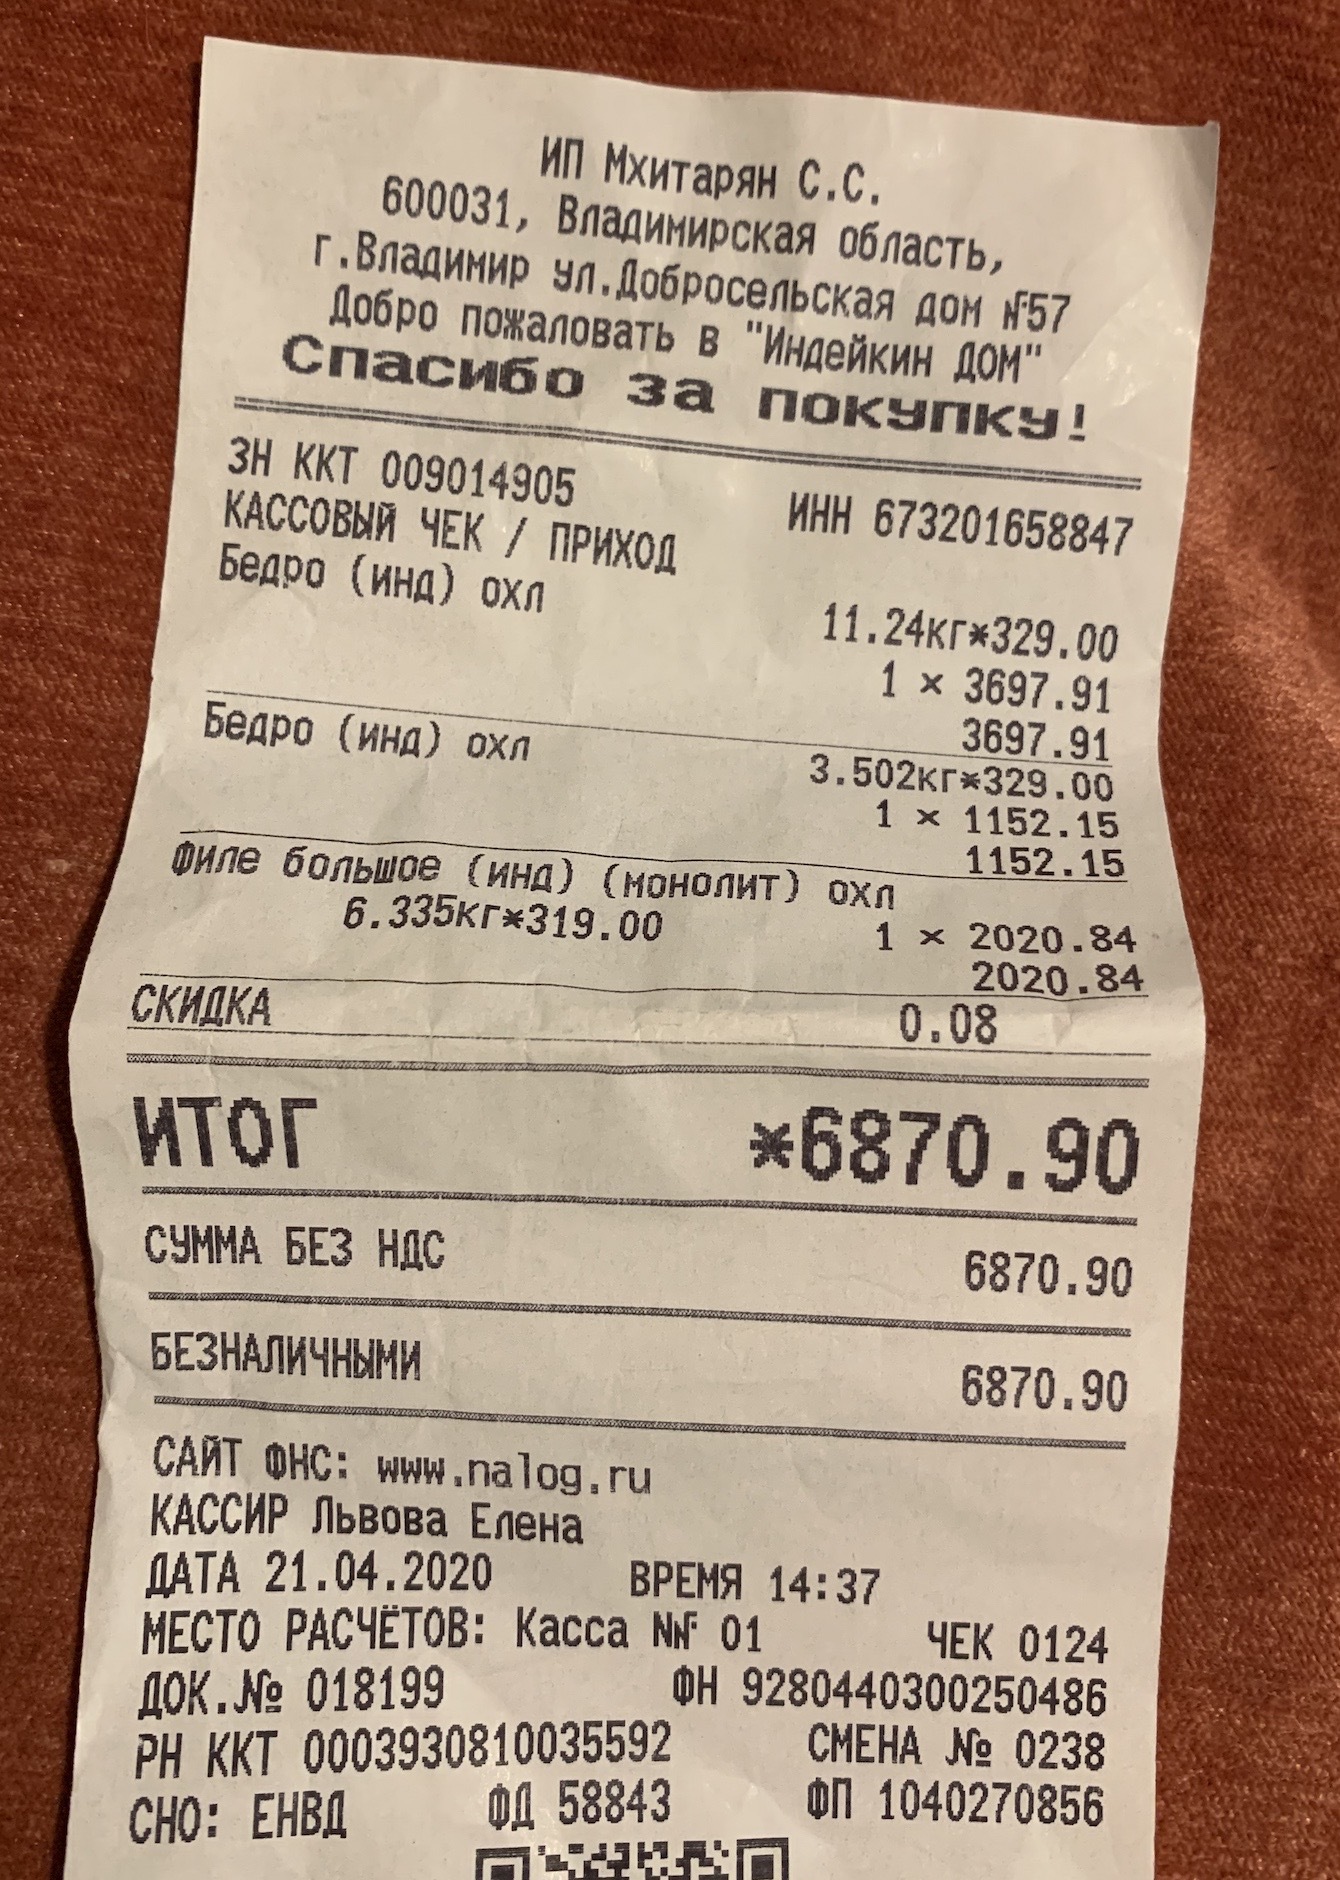 ИП Мхитарян С.С.
600031, Владимирская область,
г.Владимир ул.Добросельская дом №57
Добро пожаловать в "Индейкин ДОМ"
Спасибо за покупку!
ЗН ККТ 009014905 ИНН 673201658847
КАССОВЫЙ ЧЕК / ПРИХОД
Бедро (инд) охл
11.24кг*329.00
1 × 3697.91
3697.91
Бедро (инд) охл
3.502кг*329.00
1 × 1152.15
1152.15
Филе большое (инд) (монолит) охл
6.335кг*319.00 1 × 2020.84
2020.84
СКИДКА 0.08
ИТОГ *6870.90
СУММА БЕЗ НДС 6870.90
БЕЗНАЛИЧНЫМИ 6870.90
САЙТ ФНС: www.nalog.ru
КАССИР Львова Елена
ДАТА 21.04.2020 ВРЕМЯ 14:37
МЕСТО РАСЧЁТОВ: Касса №№ 01 ЧЕК 0124
ДОК.№ 018199 ФН 9280440300250486
РН ККТ 0003930810035592 СМЕНА № 0238
СНО: ЕНВД ФД 58843 ФП 1040270856